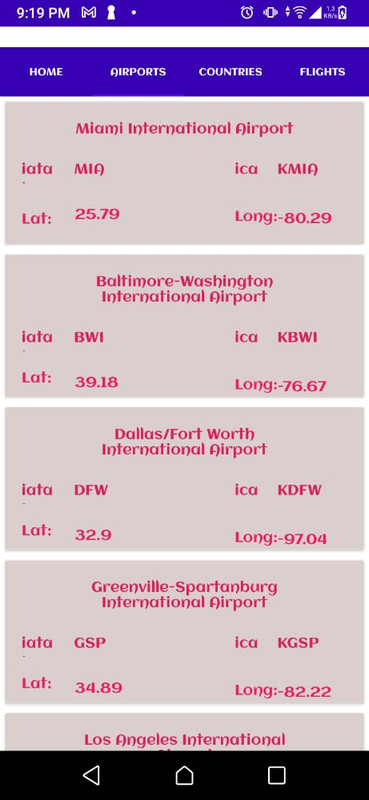 9:19 PM 1.3 KB/s
HOME AIRPORTS COUNTRIES FLIGHTS
Miami International Airport
iata MIA ica KMIA
Lat: 25.79 Long:-80.29
Baltimore-Washington
International Airport
iata BWI ica KBWI
Lat: 39.18 Long:-76.67
Dallas/Fort Worth
International Airport
iata DFW ica KDFW
Lat: 32.9 Long:-97.04
Greenville-Spartanburg
International Airport
iata GSP ica KGSP
Lat: 34.89 Long:-82.22
Los Angeles International